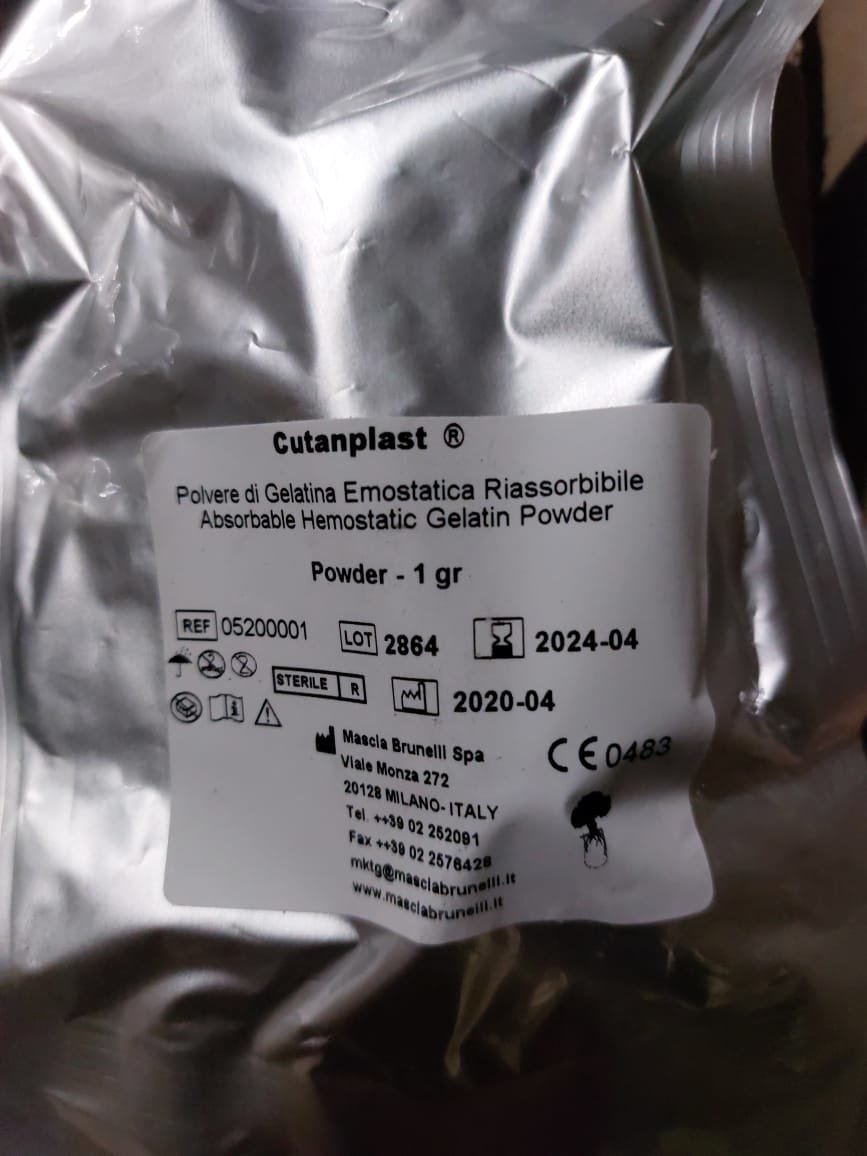 Cutanplast ®
Polvere di Gelatina Emostatica Riassorbibile
Absorbable Hemostatic Gelatin Powder
Powder - 1 gr
REF 05200001 LOT 2864 2024-04
STERILE R 2020-04
Mascia Brunelli Spa
Viale Monza 272
20128 MILANO- ITALY
Tel. ++39 02 252091
Fax ++39 02 2576428
mktg@masciabrunelli.it
www.masciabrunelli.it
CE 0483